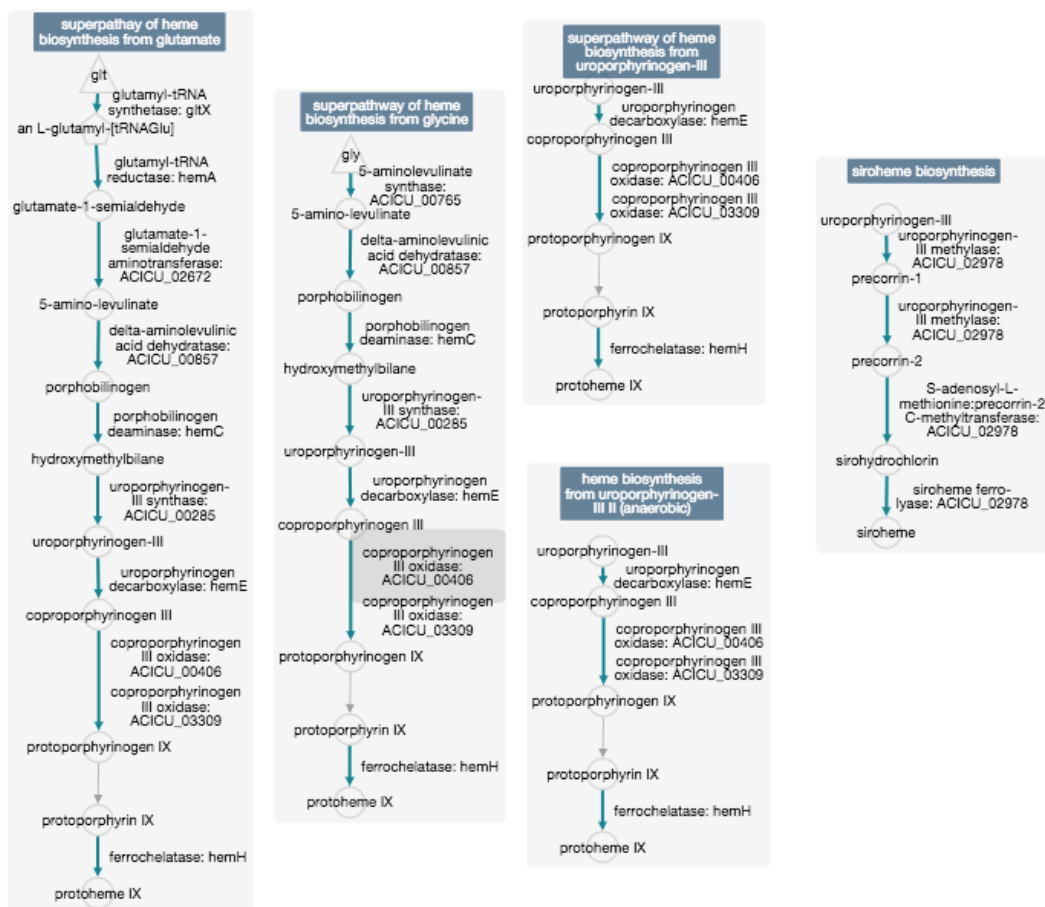 superpathay of heme
biosynthesis from glutamate
glt
glutamyl-tRNA
synthetase: gltX
an L-glutamyl-[tRNAGlu]
glutamyl-tRNA
reductase: hemA
glutamate-1-semialdehyde
glutamate-1-
semialdehyde
aminotransferase:
ACICU_02672
5-amino-levulinate
delta-aminolevulinic
acid dehydratase:
ACICU_00857
porphobilinogen
porphobilinogen
deaminase: hemC
hydroxymethylbilane
uroporphyrinogen-
III synthase:
ACICU_00285
uroporphyrinogen-III
uroporphyrinogen
decarboxylase: hemE
coproporphyrinogen III
coproporphyrinogen
III oxidase:
ACICU_00406
coproporphyrinogen
III oxidase:
ACICU_03309
protoporphyrinogen IX
protoporphyrin IX
ferrochelatase: hemH
protoheme IX
superpathway of heme
biosynthesis from glycine
gly
5-aminolevulinate
synthase:
ACICU_00765
5-amino-levulinate
delta-aminolevulinic
acid dehydratase:
ACICU_00857
porphobilinogen
porphobilinogen
deaminase: hemC
hydroxymethylbilane
uroporphyrinogen-
III synthase:
ACICU_00285
uroporphyrinogen-III
uroporphyrinogen
decarboxylase: hemE
coproporphyrinogen III
coproporphyrinogen
III oxidase:
ACICU_00406
coproporphyrinogen
III oxidase:
ACICU_03309
protoporphyrinogen IX
protoporphyrin IX
ferrochelatase: hemH
protoheme IX
superpathway of heme
biosynthesis from
uroporphyrinogen-III
uroporphyrinogen-III
uroporphyrinogen
decarboxylase: hemE
coproporphyrinogen III
coproporphyrinogen III
oxidase: ACICU_00406
coproporphyrinogen III
oxidase: ACICU_03309
protoporphyrinogen IX
protoporphyrin IX
ferrochelatase: hemH
protoheme IX
heme biosynthesis
from uroporphyrinogen-
III II (anaerobic)
uroporphyrinogen-III
uroporphyrinogen
decarboxylase: hemE
coproporphyrinogen III
coproporphyrinogen III
oxidase: ACICU_00406
coproporphyrinogen III
oxidase: ACICU_03309
protoporphyrinogen IX
protoporphyrin IX
ferrochelatase: hemH
protoheme IX
siroheme biosynthesis
uroporphyrinogen-III
uroporphyrinogen-
III methylase:
ACICU_02978
precorrin-1
uroporphyrinogen-
III methylase:
ACICU_02978
precorrin-2
S-adenosyl-L-
methionine:precorrin-2
C-methyltransferase:
ACICU_02978
sirohydrochlorin
siroheme ferro-
lyase: ACICU_02978
siroheme